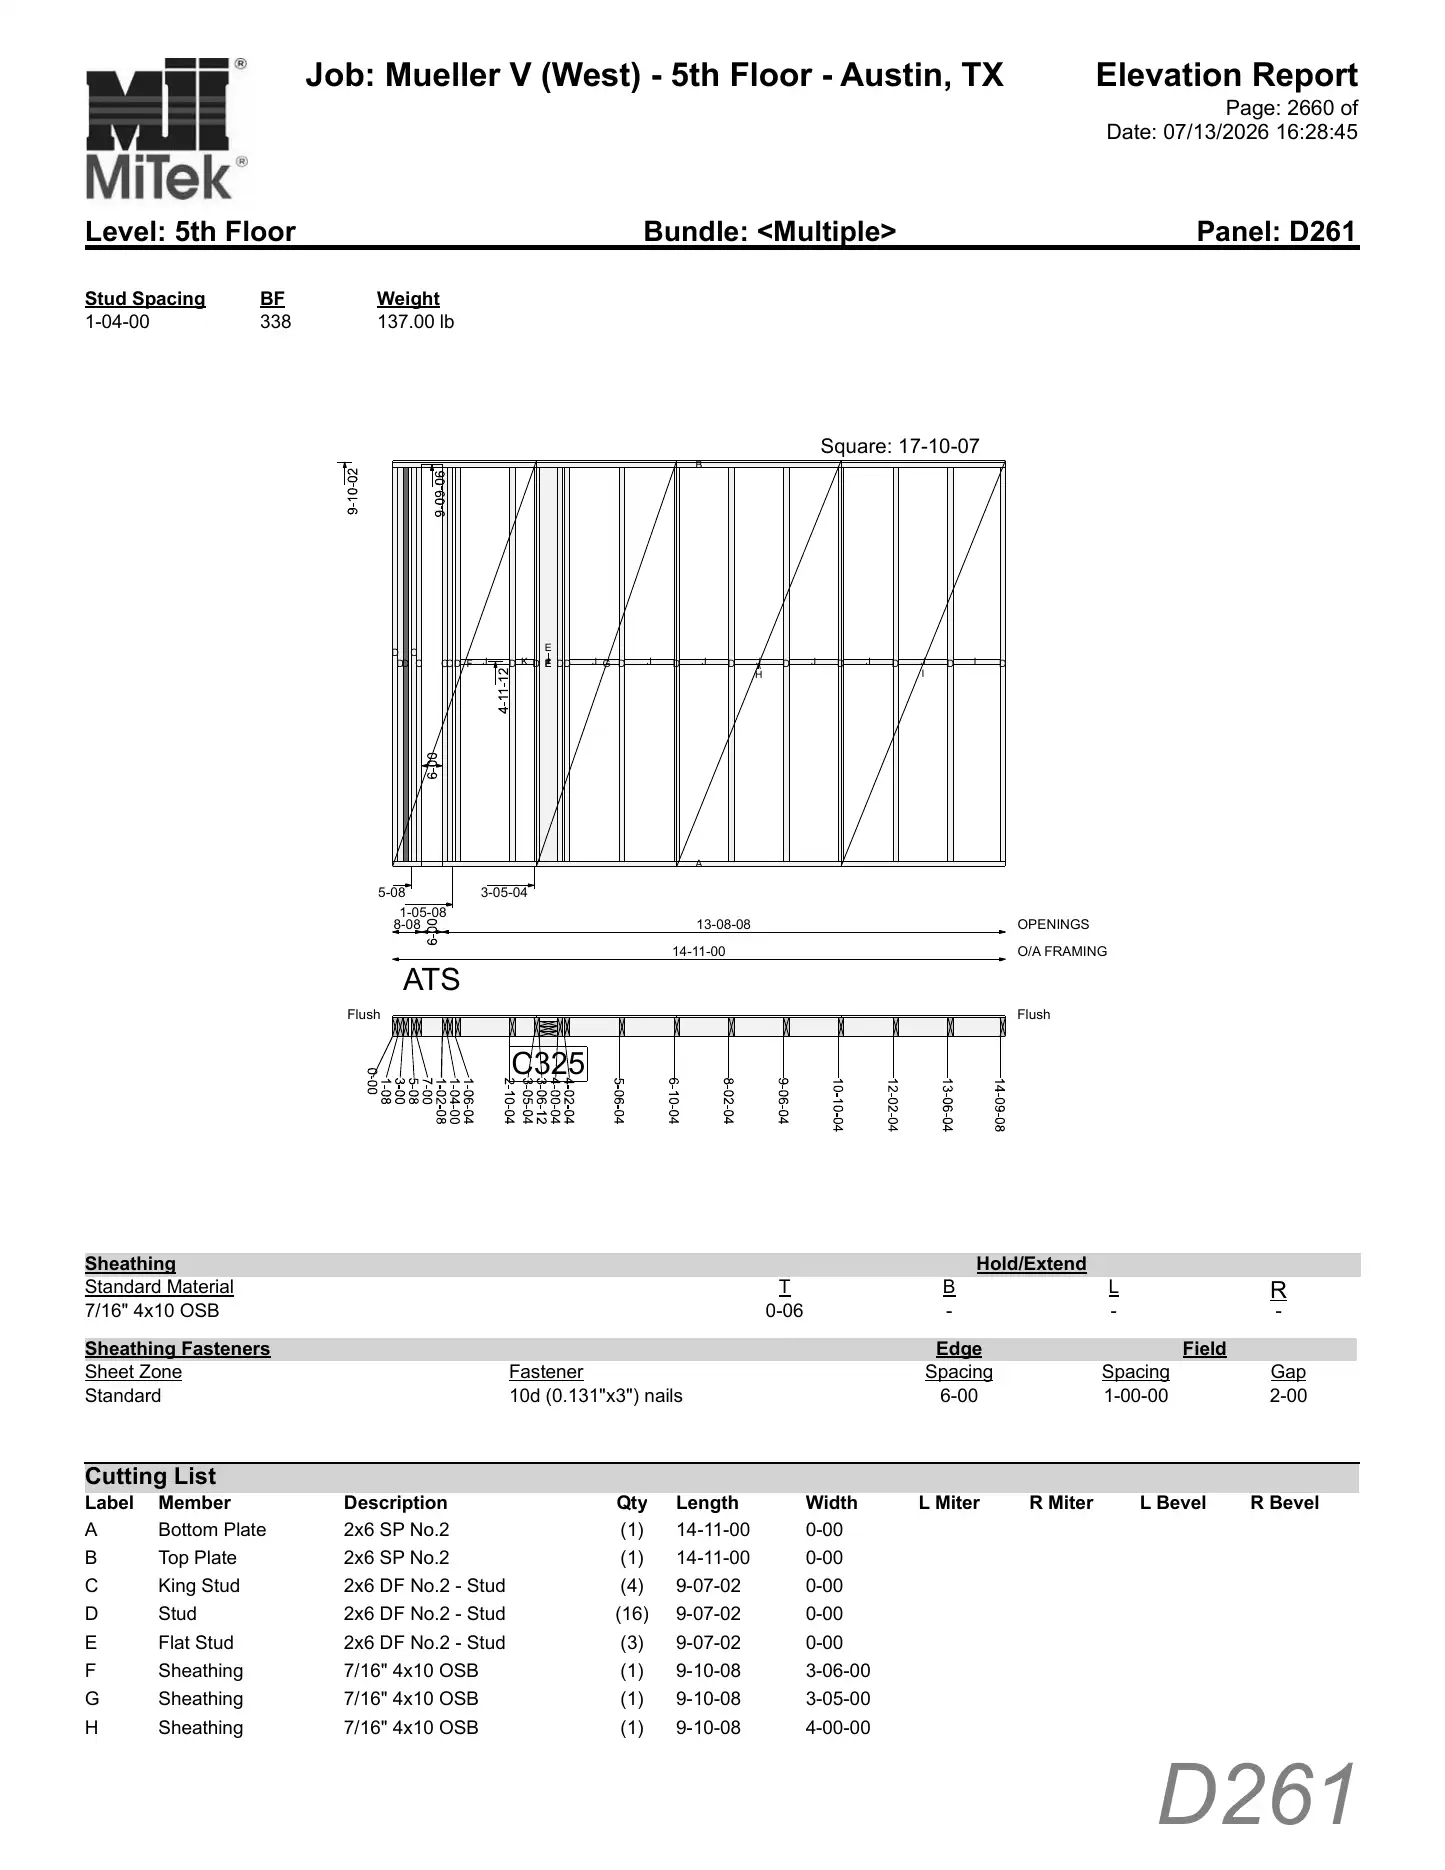 Job: Mueller V (West) - 5th Floor - Austin, TX
Elevation Report
Page: 2660 of
Date: 07/13/2026 16:28:45
MiTek
Level: 5th Floor Bundle: <Multiple> Panel: D261
Stud Spacing BF Weight
1-04-00 338 137.00 lb
Square: 17-10-07
B
9-10-02
9-09-06
E
F J K E J G J J J J J J J
H I
4-11-12
6-00
A
5-08 3-05-04
1-05-08
8-08 6-00 13-08-08 OPENINGS
14-11-00 O/A FRAMING
ATS
Flush Flush
C325
0-00 1-08 3-00 5-08 7-00 1-02-08 1-04-00 1-06-04 2-10-04 3-05-04 3-06-12 4-00-04 4-02-04 5-06-04 6-10-04 8-02-04 9-06-04 10-10-04 12-02-04 13-06-04 14-09-08
Sheathing Hold/Extend
Standard Material T B L R
7/16" 4x10 OSB 0-06 - - -
Sheathing Fasteners Edge Field
Sheet Zone Fastener Spacing Spacing Gap
Standard 10d (0.131"x3") nails 6-00 1-00-00 2-00
Cutting List
Label Member Description Qty Length Width L Miter R Miter L Bevel R Bevel
A Bottom Plate 2x6 SP No.2 (1) 14-11-00 0-00
B Top Plate 2x6 SP No.2 (1) 14-11-00 0-00
C King Stud 2x6 DF No.2 - Stud (4) 9-07-02 0-00
D Stud 2x6 DF No.2 - Stud (16) 9-07-02 0-00
E Flat Stud 2x6 DF No.2 - Stud (3) 9-07-02 0-00
F Sheathing 7/16" 4x10 OSB (1) 9-10-08 3-06-00
G Sheathing 7/16" 4x10 OSB (1) 9-10-08 3-05-00
H Sheathing 7/16" 4x10 OSB (1) 9-10-08 4-00-00
D261